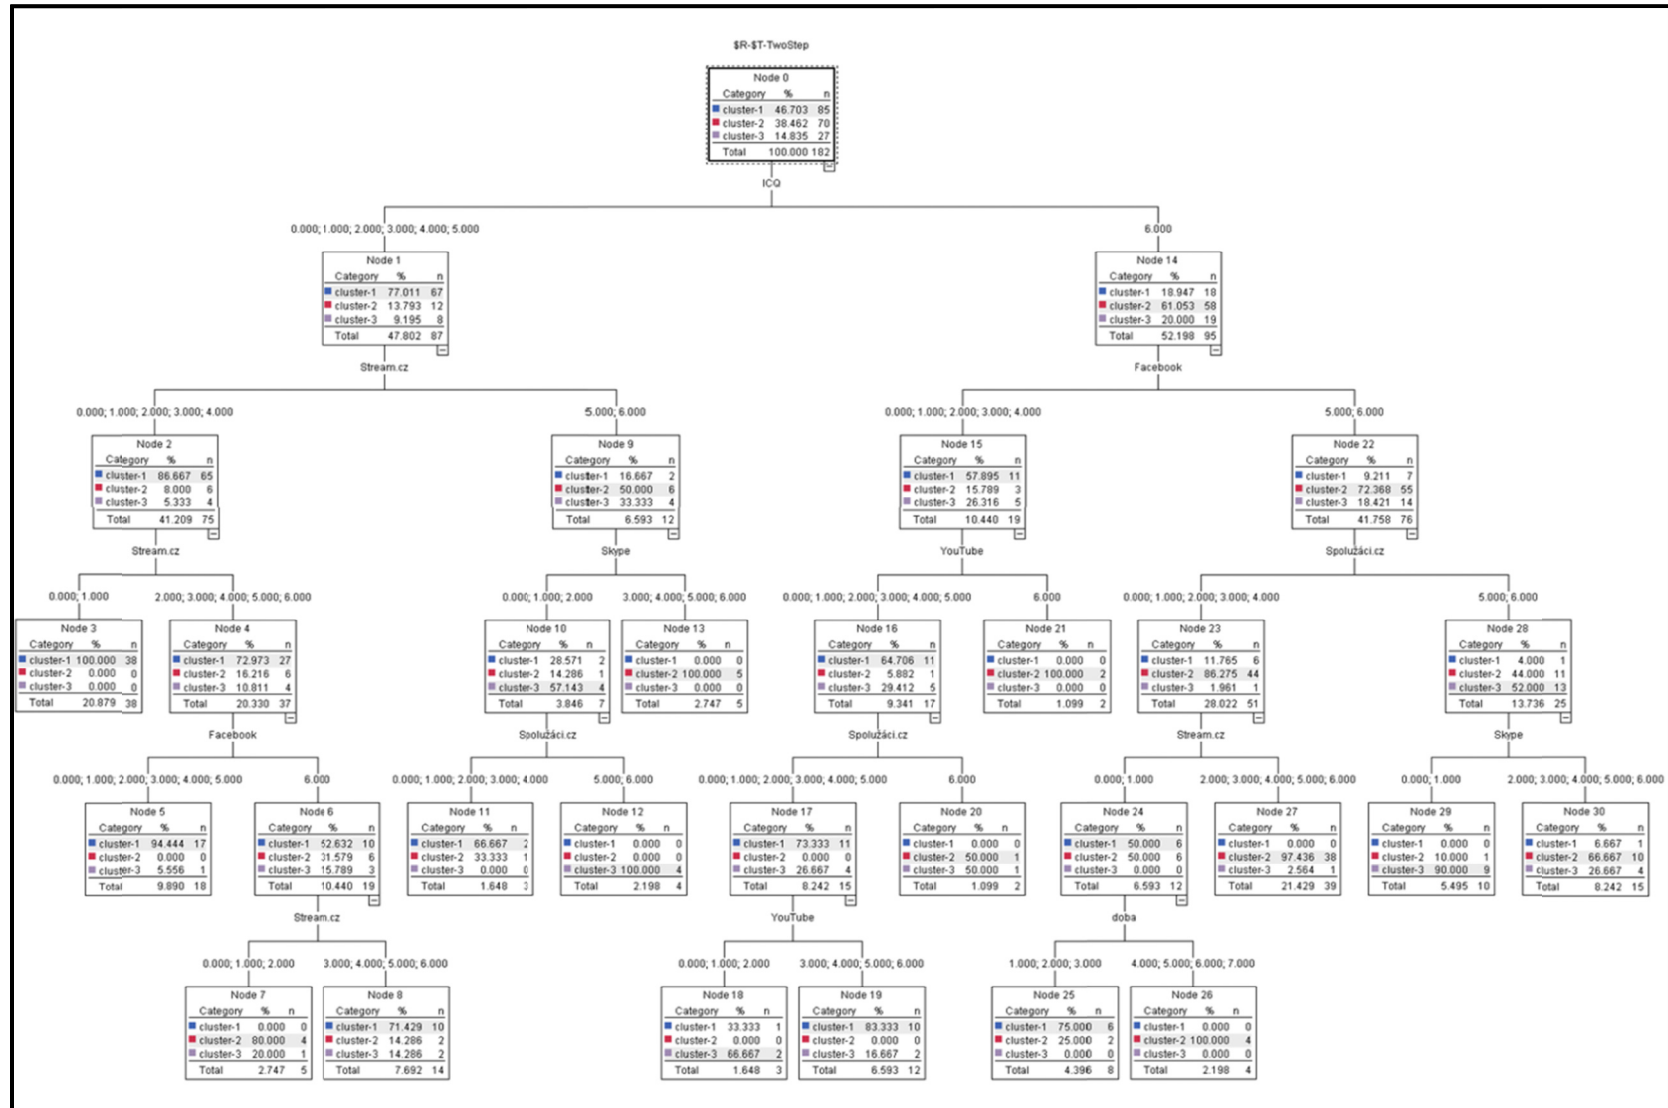 $R-$T-TwoStep
Node 0
Category % n
cluster-1 46.703 85
cluster-2 38.462 70
cluster-3 14.835 27
Total 100.000 182
ICQ
0.000; 1.000; 2.000; 3.000; 4.000; 5.000
6.000
Node 1
Category % n
cluster-1 77.011 67
cluster-2 13.793 12
cluster-3 9.195 8
Total 47.802 87
Stream.cz
Node 14
Category % n
cluster-1 18.947 18
cluster-2 61.053 58
cluster-3 20.000 19
Total 52.198 95
Facebook
0.000; 1.000; 2.000; 3.000; 4.000
5.000; 6.000
0.000; 1.000; 2.000; 3.000; 4.000
5.000; 6.000
Node 2
Category % n
cluster-1 86.667 65
cluster-2 8.000 6
cluster-3 5.333 4
Total 41.209 75
Stream.cz
Node 9
Category % n
cluster-1 16.667 2
cluster-2 50.000 6
cluster-3 33.333 4
Total 6.593 12
Skype
Node 15
Category % n
cluster-1 57.895 11
cluster-2 15.789 3
cluster-3 26.316 5
Total 10.440 19
YouTube
Node 22
Category % n
cluster-1 9.211 7
cluster-2 72.368 55
cluster-3 18.421 14
Total 41.758 76
Spolužáci.cz
0.000; 1.000
2.000; 3.000; 4.000; 5.000; 6.000
0.000; 1.000; 2.000
3.000; 4.000; 5.000; 6.000
0.000; 1.000; 2.000; 3.000; 4.000; 5.000
6.000
0.000; 1.000; 2.000; 3.000; 4.000
5.000; 6.000
Node 3
Category % n
cluster-1 100.000 38
cluster-2 0.000 0
cluster-3 0.000 0
Total 20.879 38
Node 4
Category % n
cluster-1 72.973 27
cluster-2 16.216 6
cluster-3 10.811 4
Total 20.330 37
Facebook
Node 10
Category % n
cluster-1 28.571 2
cluster-2 14.286 1
cluster-3 57.143 4
Total 3.846 7
Spolužáci.cz
Node 13
Category % n
cluster-1 0.000 0
cluster-2 100.000 5
cluster-3 0.000 0
Total 2.747 5
Node 16
Category % n
cluster-1 64.706 11
cluster-2 5.882 1
cluster-3 29.412 5
Total 9.341 17
Spolužáci.cz
Node 21
Category % n
cluster-1 0.000 0
cluster-2 100.000 2
cluster-3 0.000 0
Total 1.099 2
Node 23
Category % n
cluster-1 11.765 6
cluster-2 86.275 44
cluster-3 1.961 1
Total 28.022 51
Stream.cz
Node 28
Category % n
cluster-1 4.000 1
cluster-2 44.000 11
cluster-3 52.000 13
Total 13.736 25
Skype
0.000; 1.000; 2.000; 3.000; 4.000; 5.000
6.000
0.000; 1.000; 2.000; 3.000; 4.000
5.000; 6.000
0.000; 1.000; 2.000; 3.000; 4.000; 5.000
6.000
0.000; 1.000
2.000; 3.000; 4.000; 5.000; 6.000
0.000; 1.000
2.000; 3.000; 4.000; 5.000; 6.000
Node 5
Category % n
cluster-1 94.444 17
cluster-2 0.000 0
cluster-3 5.556 1
Total 9.890 18
Node 6
Category % n
cluster-1 52.632 10
cluster-2 31.579 6
cluster-3 15.789 3
Total 10.440 19
Stream.cz
Node 11
Category % n
cluster-1 66.667
cluster-2 33.333
cluster-3 0.000
Total 1.648
Node 12
Category % n
cluster-1 0.000 0
cluster-2 0.000 0
cluster-3 100.000 4
Total 2.198 4
Node 17
Category % n
cluster-1 73.333 11
cluster-2 0.000 0
cluster-3 26.667 4
Total 8.242 15
YouTube
Node 20
Category % n
cluster-1 0.000 0
cluster-2 50.000 1
cluster-3 50.000 1
Total 1.099 2
Node 24
Category % n
cluster-1 50.000 6
cluster-2 50.000 6
cluster-3 0.000 0
Total 6.593 12
doba
Node 27
Category % n
cluster-1 0.000 0
cluster-2 97.436 38
cluster-3 2.564 1
Total 21.429 39
Node 29
Category % n
cluster-1 0.000 0
cluster-2 10.000 1
cluster-3 90.000 9
Total 5.495 10
Node 30
Category % n
cluster-1 6.667 1
cluster-2 66.667 10
cluster-3 26.667 4
Total 8.242 15
0.000; 1.000; 2.000
3.000; 4.000; 5.000; 6.000
0.000; 1.000; 2.000
3.000; 4.000; 5.000; 6.000
1.000; 2.000; 3.000
4.000; 5.000; 6.000; 7.000
Node 7
Category % n
cluster-1 0.000 0
cluster-2 80.000 4
cluster-3 20.000 1
Total 2.747 5
Node 8
Category % n
cluster-1 71.429 10
cluster-2 14.286 2
cluster-3 14.286 2
Total 7.692 14
Node 18
Category % n
cluster-1 33.333 1
cluster-2 0.000 0
cluster-3 66.667 2
Total 1.648 3
Node 19
Category % n
cluster-1 83.333 10
cluster-2 0.000 0
cluster-3 16.667 2
Total 6.593 12
Node 25
Category % n
cluster-1 75.000 6
cluster-2 25.000 2
cluster-3 0.000 0
Total 4.396 8
Node 26
Category % n
cluster-1 0.000 0
cluster-2 100.000 4
cluster-3 0.000 0
Total 2.198 4